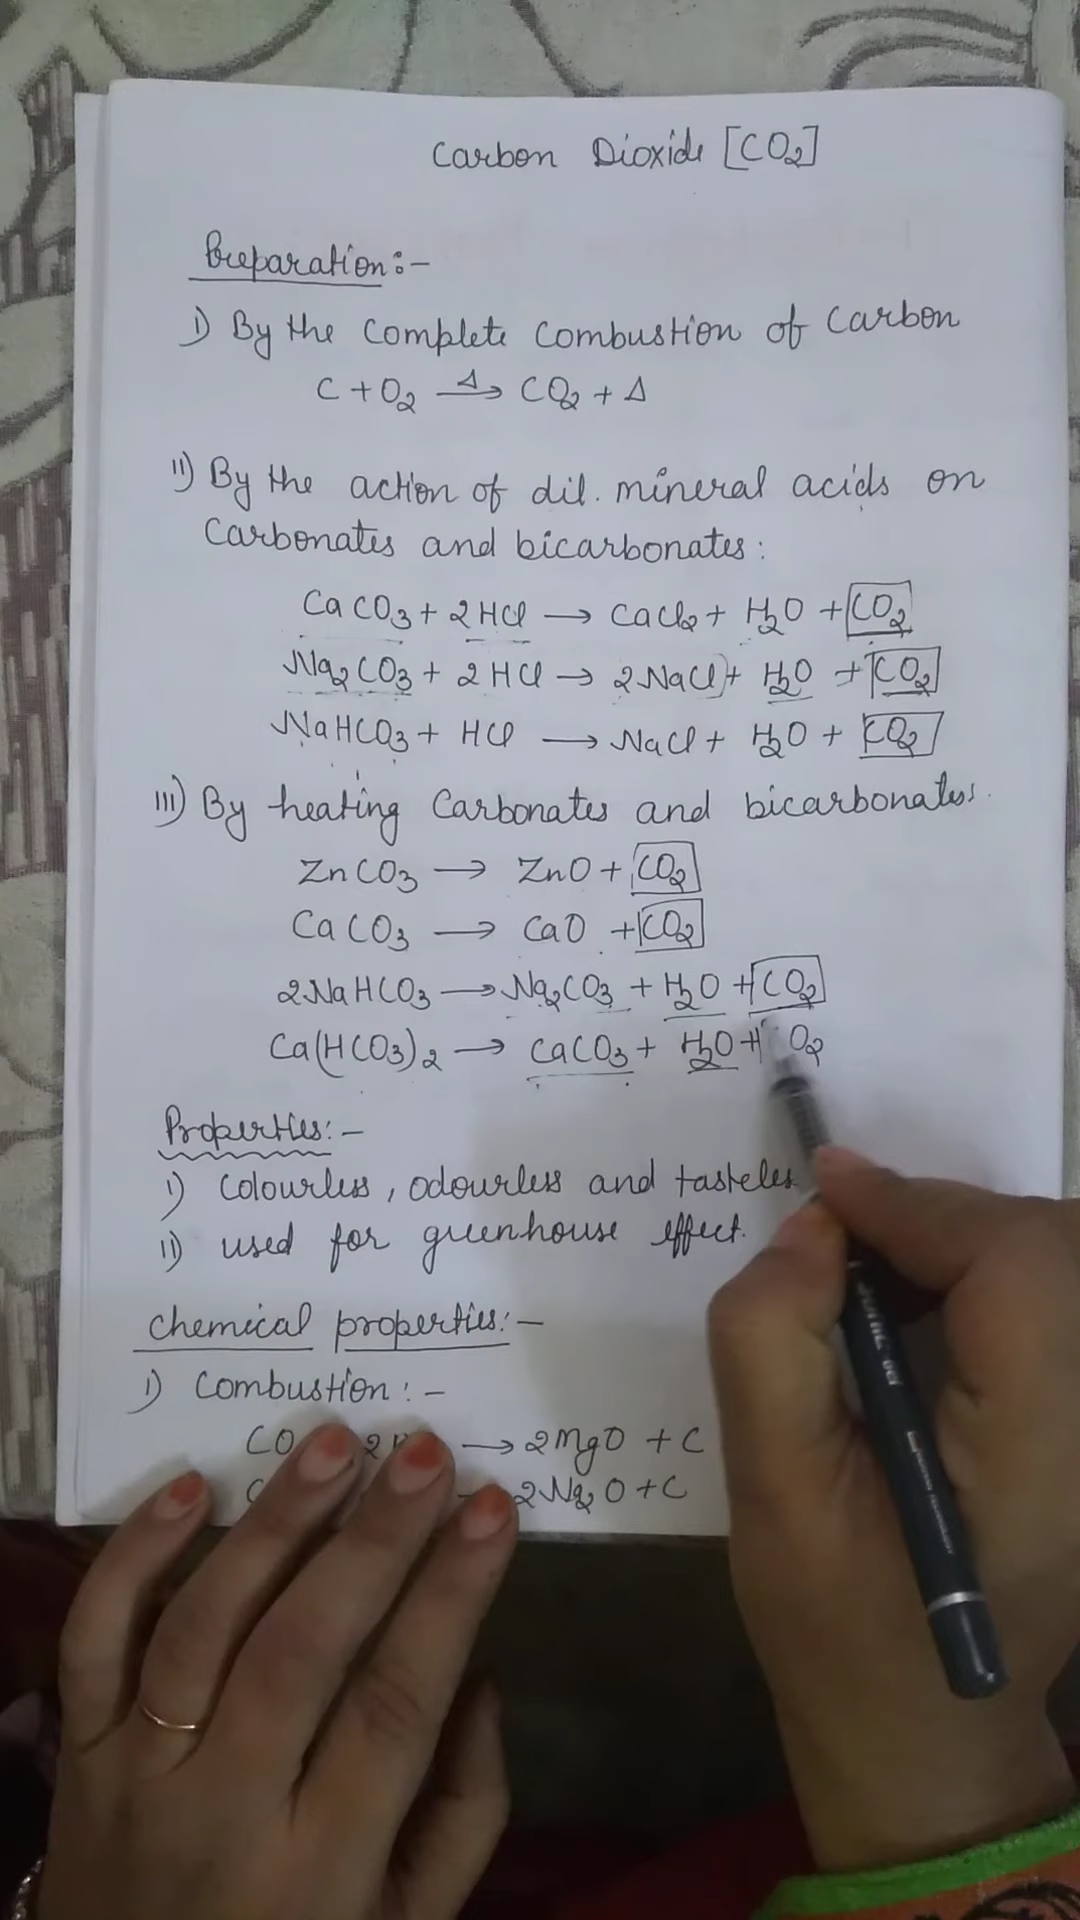 Carbon Dioxide [CO₂]
Preparation:-
i) By the complete combustion of carbon
C + O₂ –Δ→ CO₂ + Δ
ii) By the action of dil. mineral acids on
Carbonates and bicarbonates:
CaCO₃ + 2HCl → CaCl₂ + H₂O + CO₂
Na₂CO₃ + 2HCl → 2NaCl + H₂O + CO₂
NaHCO₃ + HCl → NaCl + H₂O + CO₂
iii) By heating Carbonates and bicarbonates:
ZnCO₃ → ZnO + CO₂
CaCO₃ → CaO + CO₂
2NaHCO₃ → Na₂CO₃ + H₂O + CO₂
Ca(HCO₃)₂ → CaCO₃ + H₂O + O₂
Properties:-
i) Colourless, odourless and tasteles
ii) used for greenhouse effect.
Chemical properties:-
i) Combustion:-
CO 2 → 2MgO + C
→ 2Na₂O + C